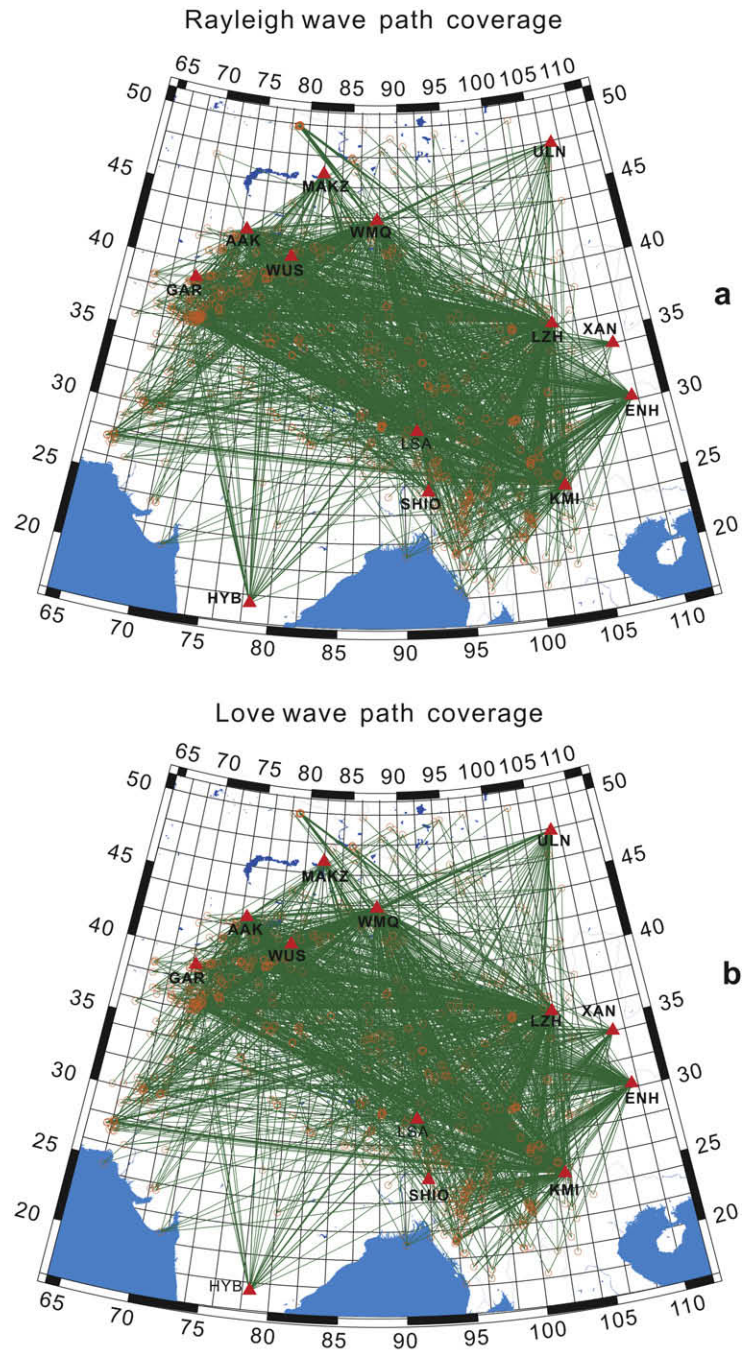 Rayleigh wave path coverage
65 70 75 80 85 90 95 100 105 110
50 50
ULN
MAKZ
45 45
WMQ
AAK
WUS
40 40
GAR
a
35 35
LZH XAN
30 30
ENH
LSA
25 25
SHIO KMI
20 20
HYB
65 70 75 80 85 90 95 100 105 110
Love wave path coverage
65 70 75 80 85 90 95 100 105 110
50 50
ULN
MAKZ
45 45
WMQ
AAK
WUS
40 40
GAR
b
35 35
LZH XAN
30 30
ENH
LSA
25 25
SHIO KMI
20 20
HYB
65 70 75 80 85 90 95 100 105 110